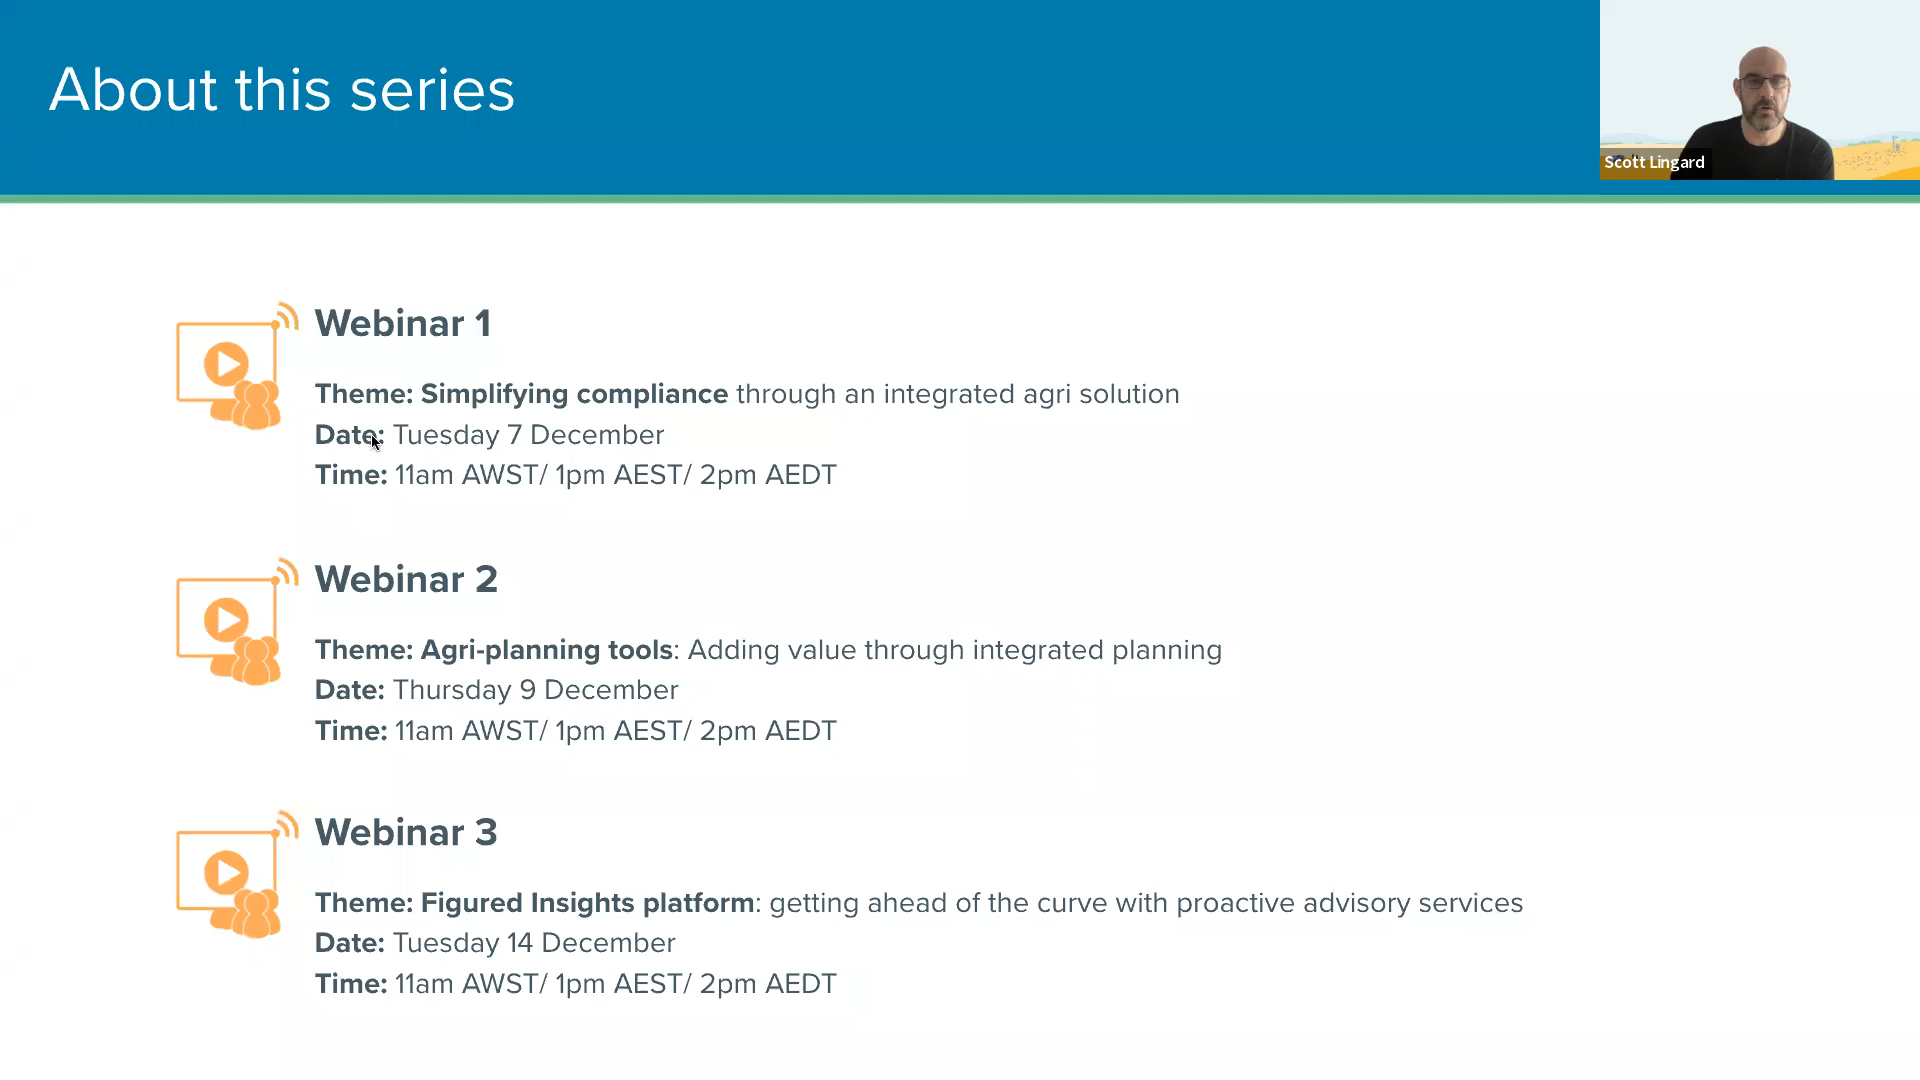 About this series
Scott Lingard
Webinar 1
Theme: Simplifying compliance through an integrated agri solution
Date: Tuesday 7 December
Time: 11am AWST/ 1pm AEST/ 2pm AEDT
Webinar 2
Theme: Agri-planning tools: Adding value through integrated planning
Date: Thursday 9 December
Time: 11am AWST/ 1pm AEST/ 2pm AEDT
Webinar 3
Theme: Figured Insights platform: getting ahead of the curve with proactive advisory services
Date: Tuesday 14 December
Time: 11am AWST/ 1pm AEST/ 2pm AEDT